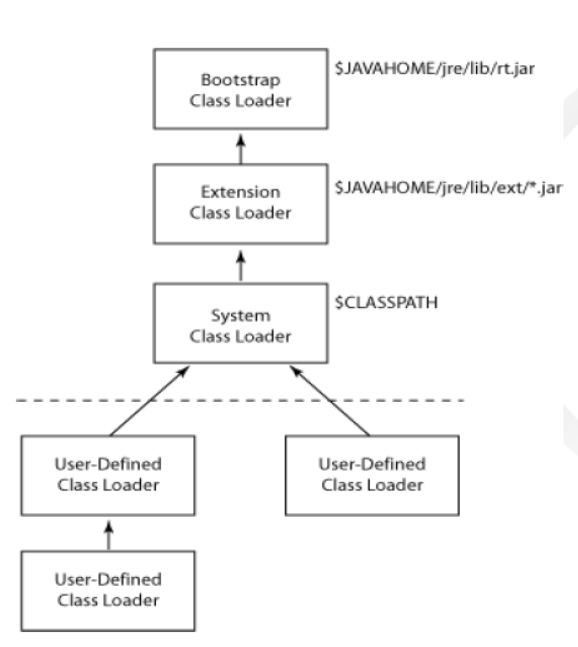 Bootstrap
Class Loader
$JAVAHOME/jre/lib/rt.jar
Extension
Class Loader
$JAVAHOME/jre/lib/ext/*.jar
System
Class Loader
$CLASSPATH
User-Defined
Class Loader
User-Defined
Class Loader
User-Defined
Class Loader